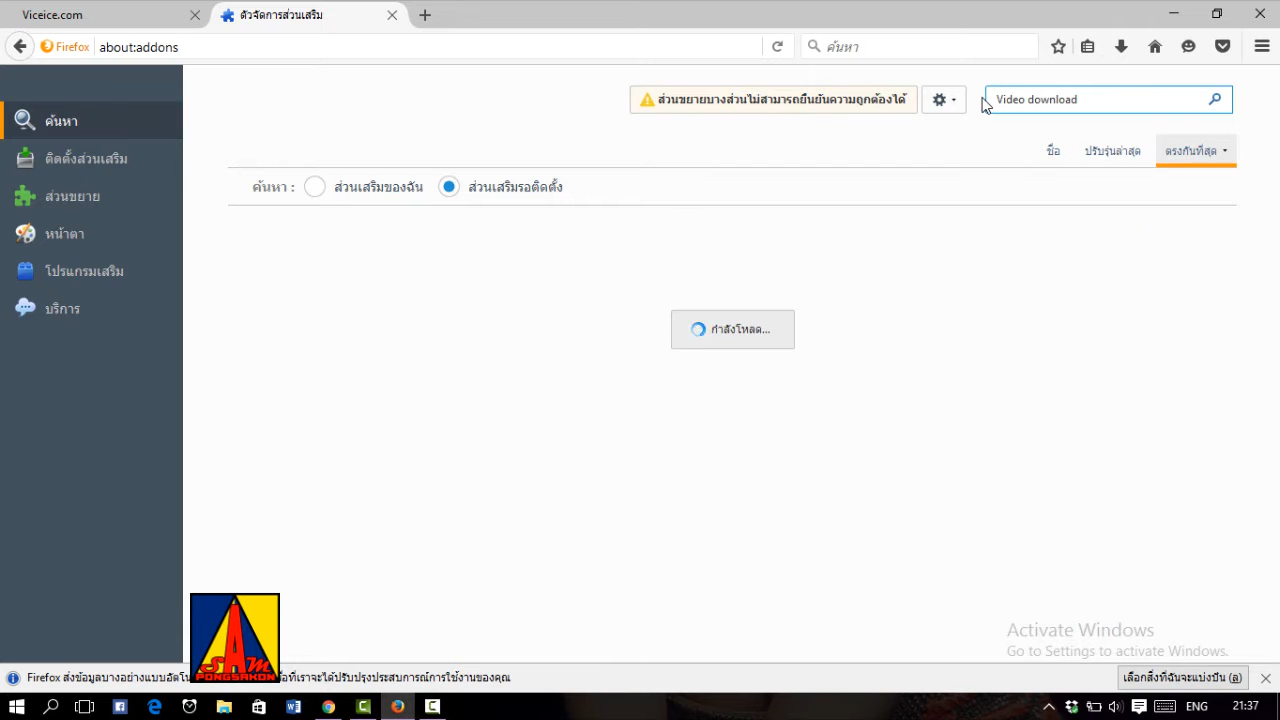 Viceice.com
ตัวจัดการส่วนเสริม
Firefox
about:addons
ค้นหา
ค้นหา
ติดตั้งส่วนเสริม
ส่วนขยาย
หน้าตา
โปรแกรมเสริม
บริการ
ส่วนขยายบางส่วนไม่สามารถยืนยันความถูกต้องได้
Video download
ชื่อ
ปรับรุ่นล่าสุด
ตรงกันที่สุด
ค้นหา :
ส่วนเสริมของฉัน
ส่วนเสริมรอติดตั้ง
กำลังโหลด...
SAM
PONGSAKON
Activate Windows
Go to Settings to activate Windows.
Firefox ส่งข้อมูลบางอย่างแบบอัตโน
ที่เราจะได้ปรับปรุงประสบการณ์การใช้งานของคุณ
เลือกสิ่งที่ฉันจะแบ่งปัน (ส)
ENG
21:37